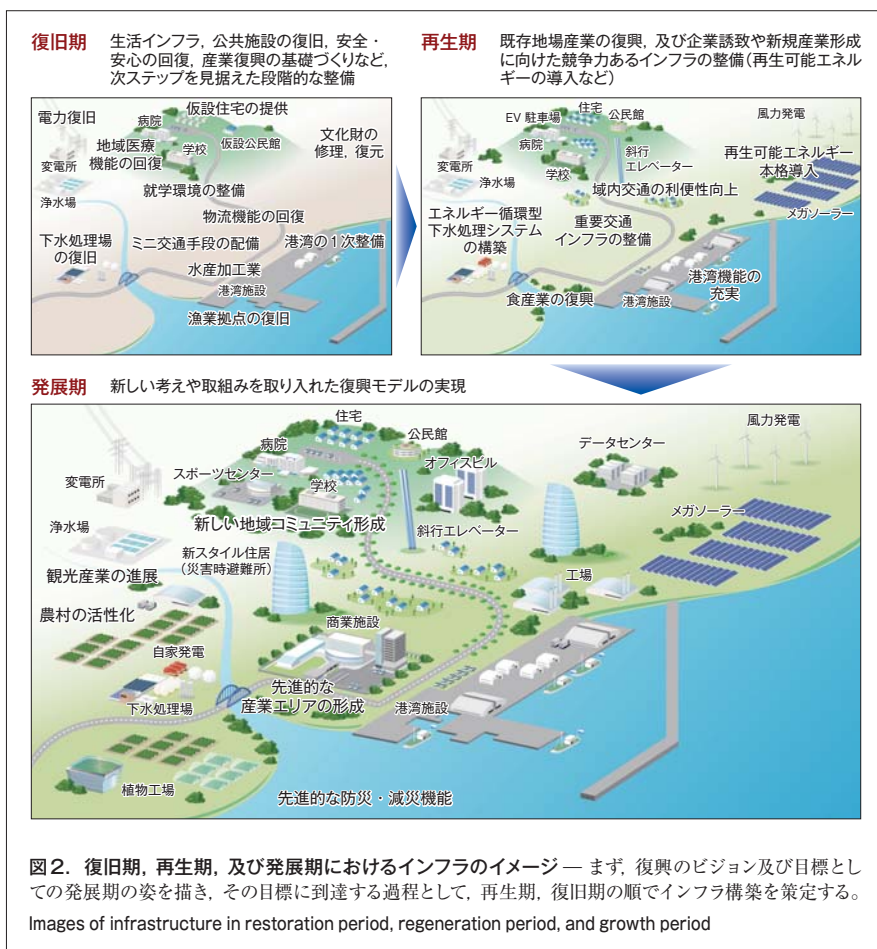 復旧期 生活インフラ, 公共施設の復旧, 安全・
安心の回復, 産業復興の基礎づくりなど,
次ステップを見据えた段階的な整備
電力復旧
病院
仮設住宅の提供
変電所
地域医療
機能の回復
学校
仮設公民館
文化財の
修理, 復元
浄水場
就学環境の整備
物流機能の回復
下水処理場
の復旧
ミニ交通手段の配備
港湾の1次整備
水産加工業
港湾施設
漁業拠点の復旧
再生期 既存地場産業の復興, 及び企業誘致や新規産業形成
に向けた競争力あるインフラの整備(再生可能エネル
ギーの導入など)
住宅
EV 駐車場
公民館
風力発電
病院
斜行
エレベーター
再生可能エネルギー
本格導入
変電所
学校
浄水場
域内交通の利便性向上
メガソーラー
エネルギー循環型
下水処理システム
の構築
重要交通
インフラの整備
港湾機能の
充実
食産業の復興
港湾施設
発展期 新しい考えや取組みを取り入れた復興モデルの実現
住宅
風力発電
病院
公民館
データセンター
スポーツセンター
オフィスビル
変電所
学校
メガソーラー
新しい地域コミュニティ形成
斜行エレベーター
浄水場
新スタイル住居
(災害時避難所)
観光産業の進展
工場
農村の活性化
商業施設
自家発電
先進的な
産業エリアの形成
下水処理場
港湾施設
植物工場
先進的な防災・減災機能
図2. 復旧期, 再生期, 及び発展期におけるインフラのイメージ — まず, 復興のビジョン及び目標とし
ての発展期の姿を描き, その目標に到達する過程として, 再生期, 復旧期の順でインフラ構築を策定する。
Images of infrastructure in restoration period, regeneration period, and growth period